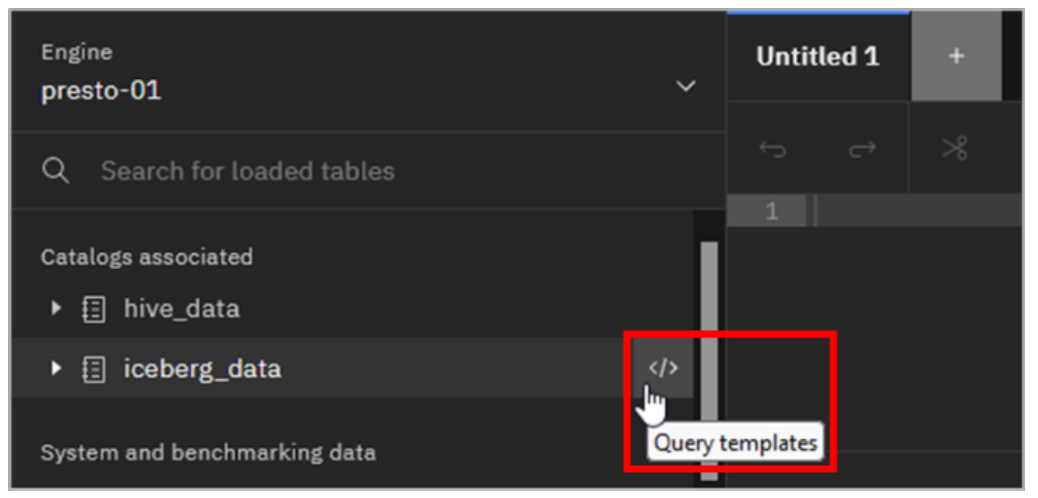 Engine
presto-01
Search for loaded tables
Catalogs associated
hive_data
iceberg_data
</>
Query templates
System and benchmarking data
Untitled 1
+
1